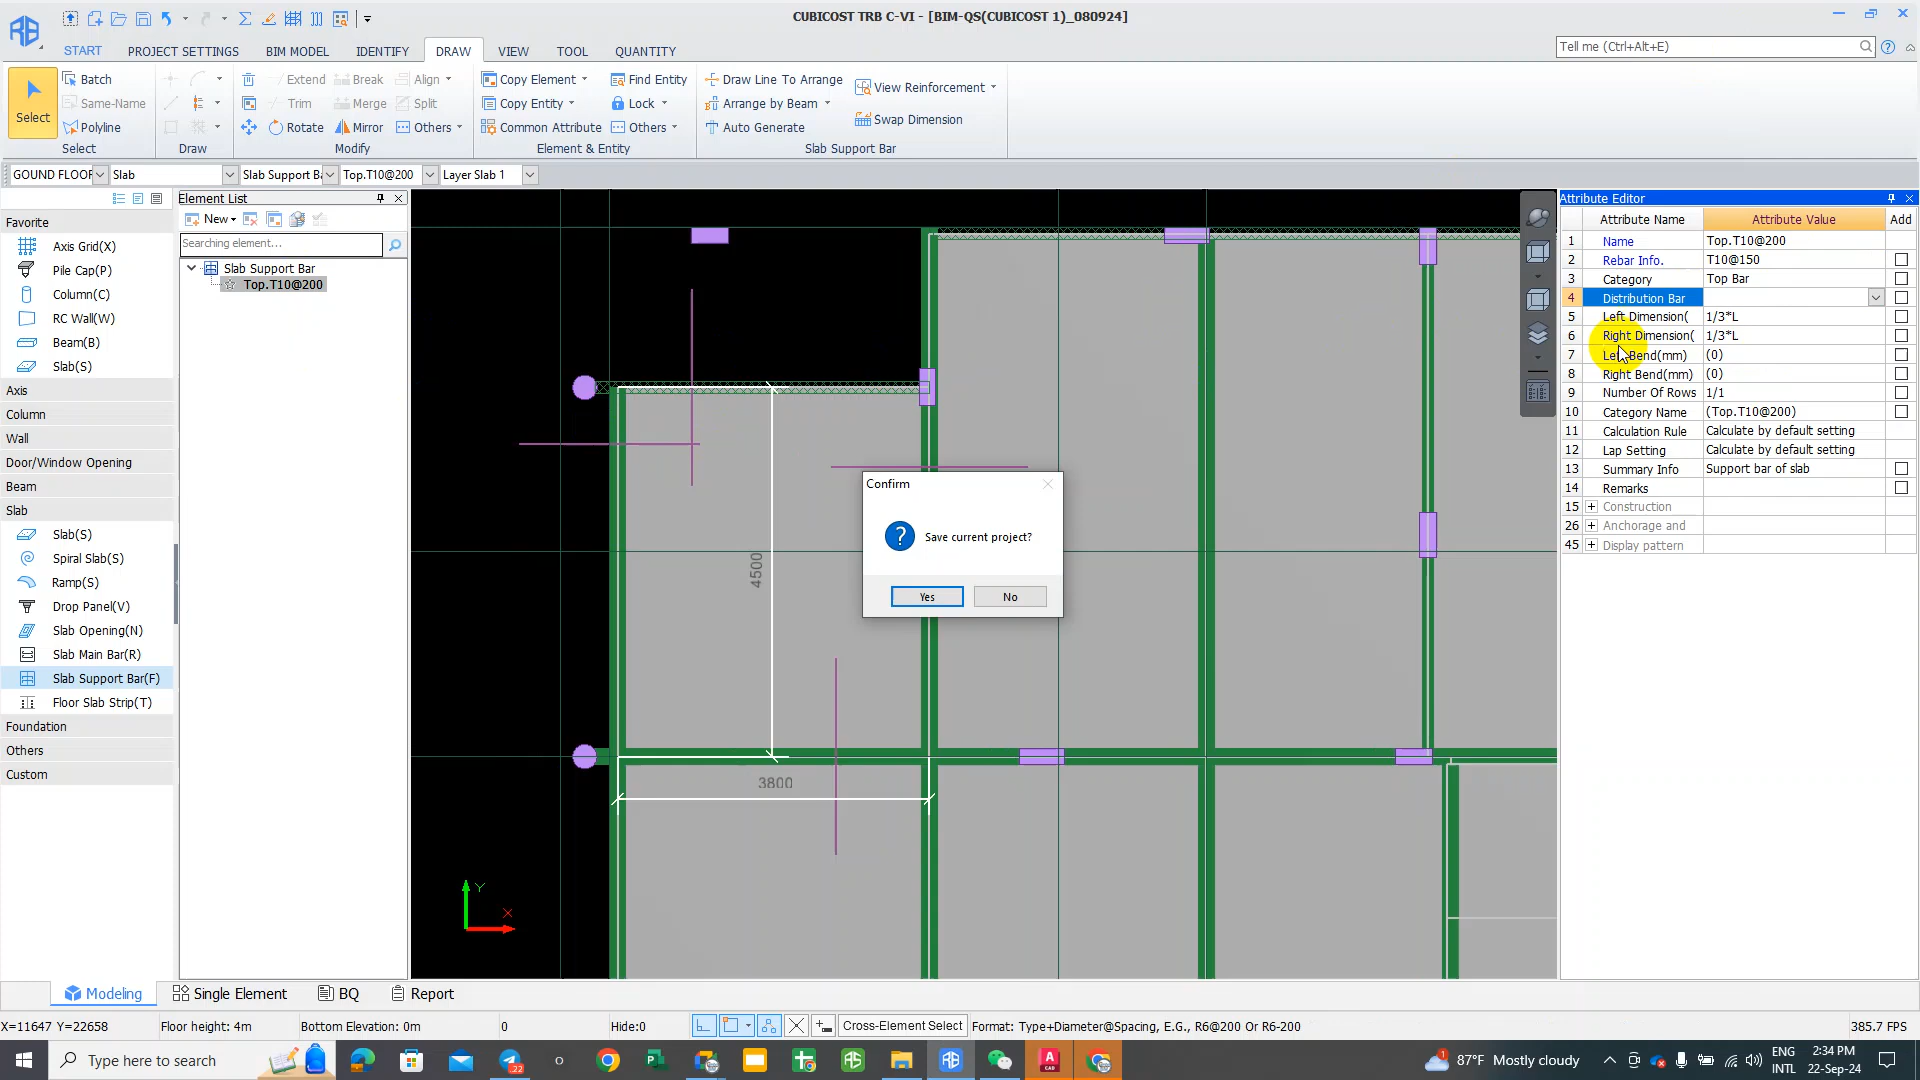 CUBICOST TRB C-VI - [BIM-QS(CUBICOST 1)_080924]
START PROJECT SETTINGS BIM MODEL IDENTIFY DRAW VIEW TOOL QUANTITY
Tell me (Ctrl+Alt+E)
Select
Batch
Same-Name
Polyline
Select
Draw
Extend Break Align
Trim Merge Split
Rotate Mirror Others
Modify
Copy Element Find Entity
Copy Entity Lock
Common Attribute Others
Element & Entity
Draw Line To Arrange
Arrange by Beam
Auto Generate
View Reinforcement
Swap Dimension
Slab Support Bar
GOUND FLOOF Slab Slab Support Ba Top.T10@200 Layer Slab 1
Favorite
Axis Grid(X)
Pile Cap(P)
Column(C)
RC Wall(W)
Beam(B)
Slab(S)
Axis
Column
Wall
Door/Window Opening
Beam
Slab
Slab(S)
Spiral Slab(S)
Ramp(S)
Drop Panel(V)
Slab Opening(N)
Slab Main Bar(R)
Slab Support Bar(F)
Floor Slab Strip(T)
Foundation
Others
Custom
Element List
New
Searching element...
Slab Support Bar
Top.T10@200
4500
3800
Y
X
Confirm
Save current project?
Yes No
Attribute Editor
Attribute Name Attribute Value Add
1 Name Top.T10@200
2 Rebar Info. T10@150
3 Category Top Bar
4 Distribution Bar
5 Left Dimension( 1/3*L
6 Right Dimension( 1/3*L
7 Left Bend(mm) (0)
8 Right Bend(mm) (0)
9 Number Of Rows 1/1
10 Category Name (Top.T10@200)
11 Calculation Rule Calculate by default setting
12 Lap Setting Calculate by default setting
13 Summary Info Support bar of slab
14 Remarks
15 Construction
26 Anchorage and
45 Display pattern
Modeling Single Element BQ Report
X=11647 Y=22658 Floor height: 4m Bottom Elevation: 0m 0 Hide:0 Cross-Element Select Format: Type+Diameter@Spacing, E.G., R6@200 Or R6-200 385.7 FPS
Type here to search
22
87°F Mostly cloudy
ENG
INTL
2:34 PM
22-Sep-24